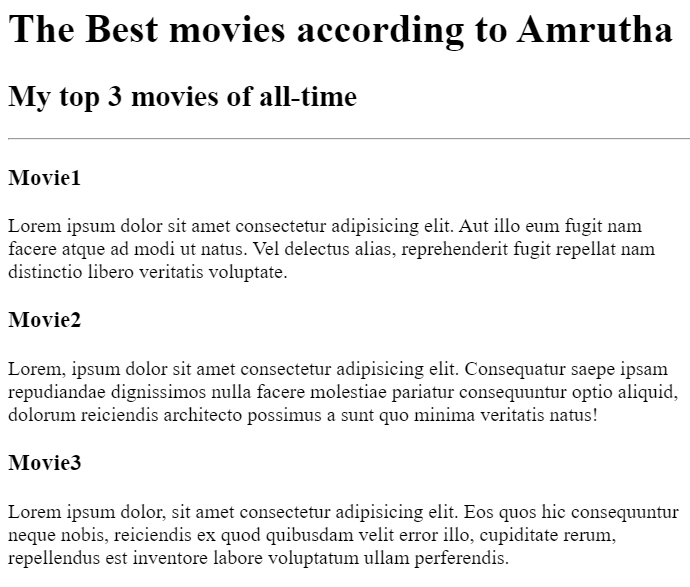 The Best movies according to Amrutha
My top 3 movies of all-time
Movie1
Lorem ipsum dolor sit amet consectetur adipisicing elit. Aut illo eum fugit nam
facere atque ad modi ut natus. Vel delectus alias, reprehenderit fugit repellat nam
distinctio libero veritatis voluptate.
Movie2
Lorem, ipsum dolor sit amet consectetur adipisicing elit. Consequatur saepe ipsam
repudiandae dignissimos nulla facere molestiae pariatur consequuntur optio aliquid,
dolorum reiciendis architecto possimus a sunt quo minima veritatis natus!
Movie3
Lorem ipsum dolor, sit amet consectetur adipisicing elit. Eos quos hic consequuntur
neque nobis, reiciendis ex quod quibusdam velit error illo, cupiditate rerum,
repellendus est inventore labore voluptatum ullam perferendis.